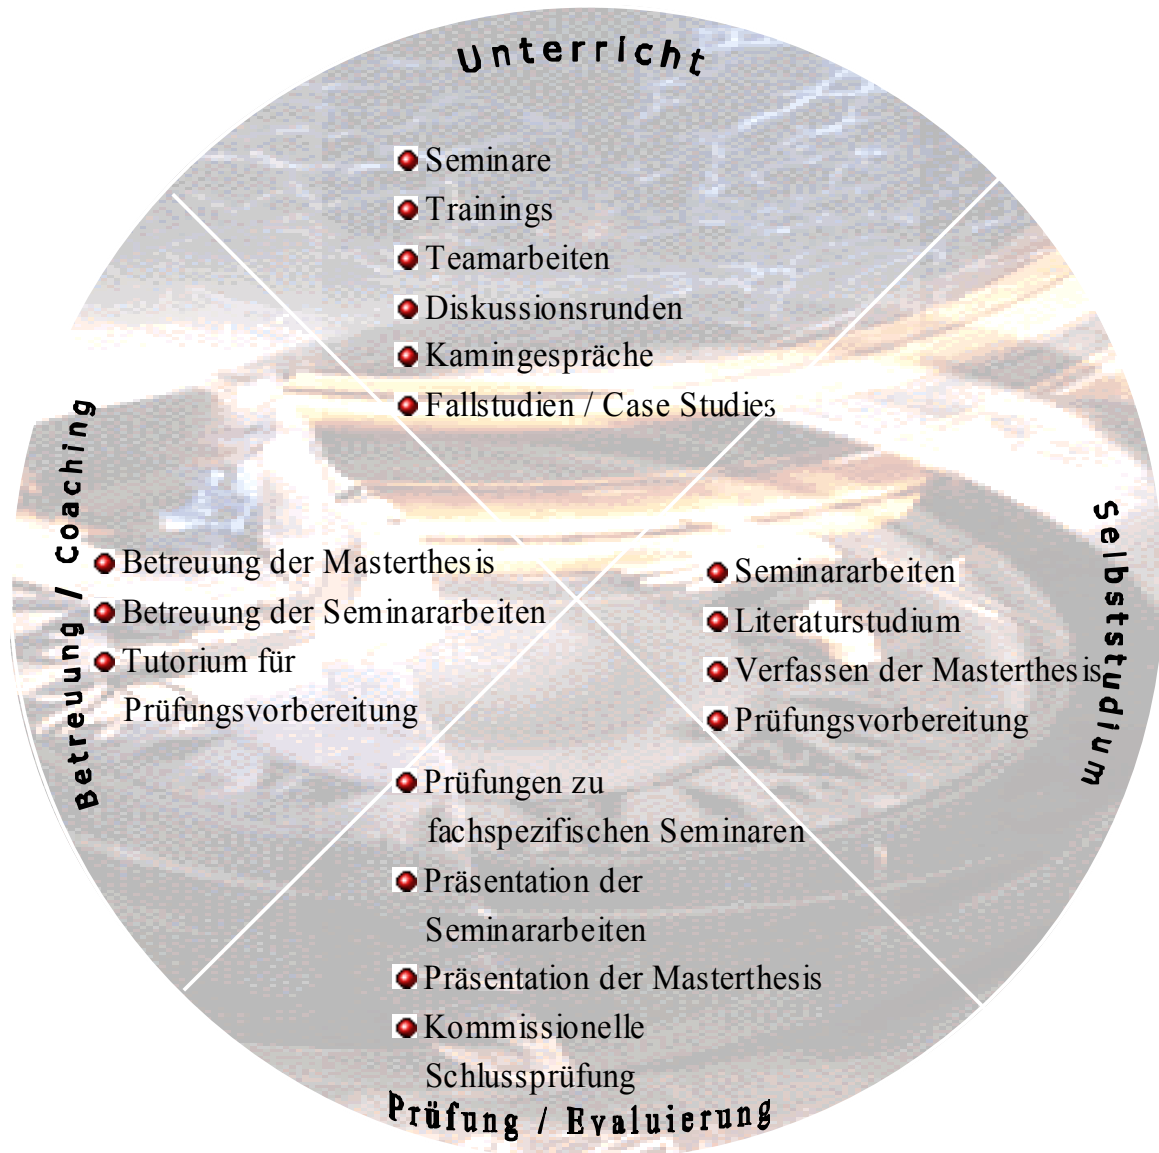 Unterricht
Seminare
Trainings
Teamarbeiten
Diskussionsrunden
Kamingespräche
Fallstudien / Case Studies
Betreuung / Coaching
Betreuung der Masterthesis
Betreuung der Seminararbeiten
Tutorium für
Prüfungsvorbereitung
Selbststudium
Seminararbeiten
Literaturstudium
Verfassen der Masterthesis
Prüfungsvorbereitung
Prüfungen zu
fachspezifischen Seminaren
Präsentation der
Seminararbeiten
Präsentation der Masterthesis
Kommissionelle
Schlussprüfung
Prüfung / Evaluierung